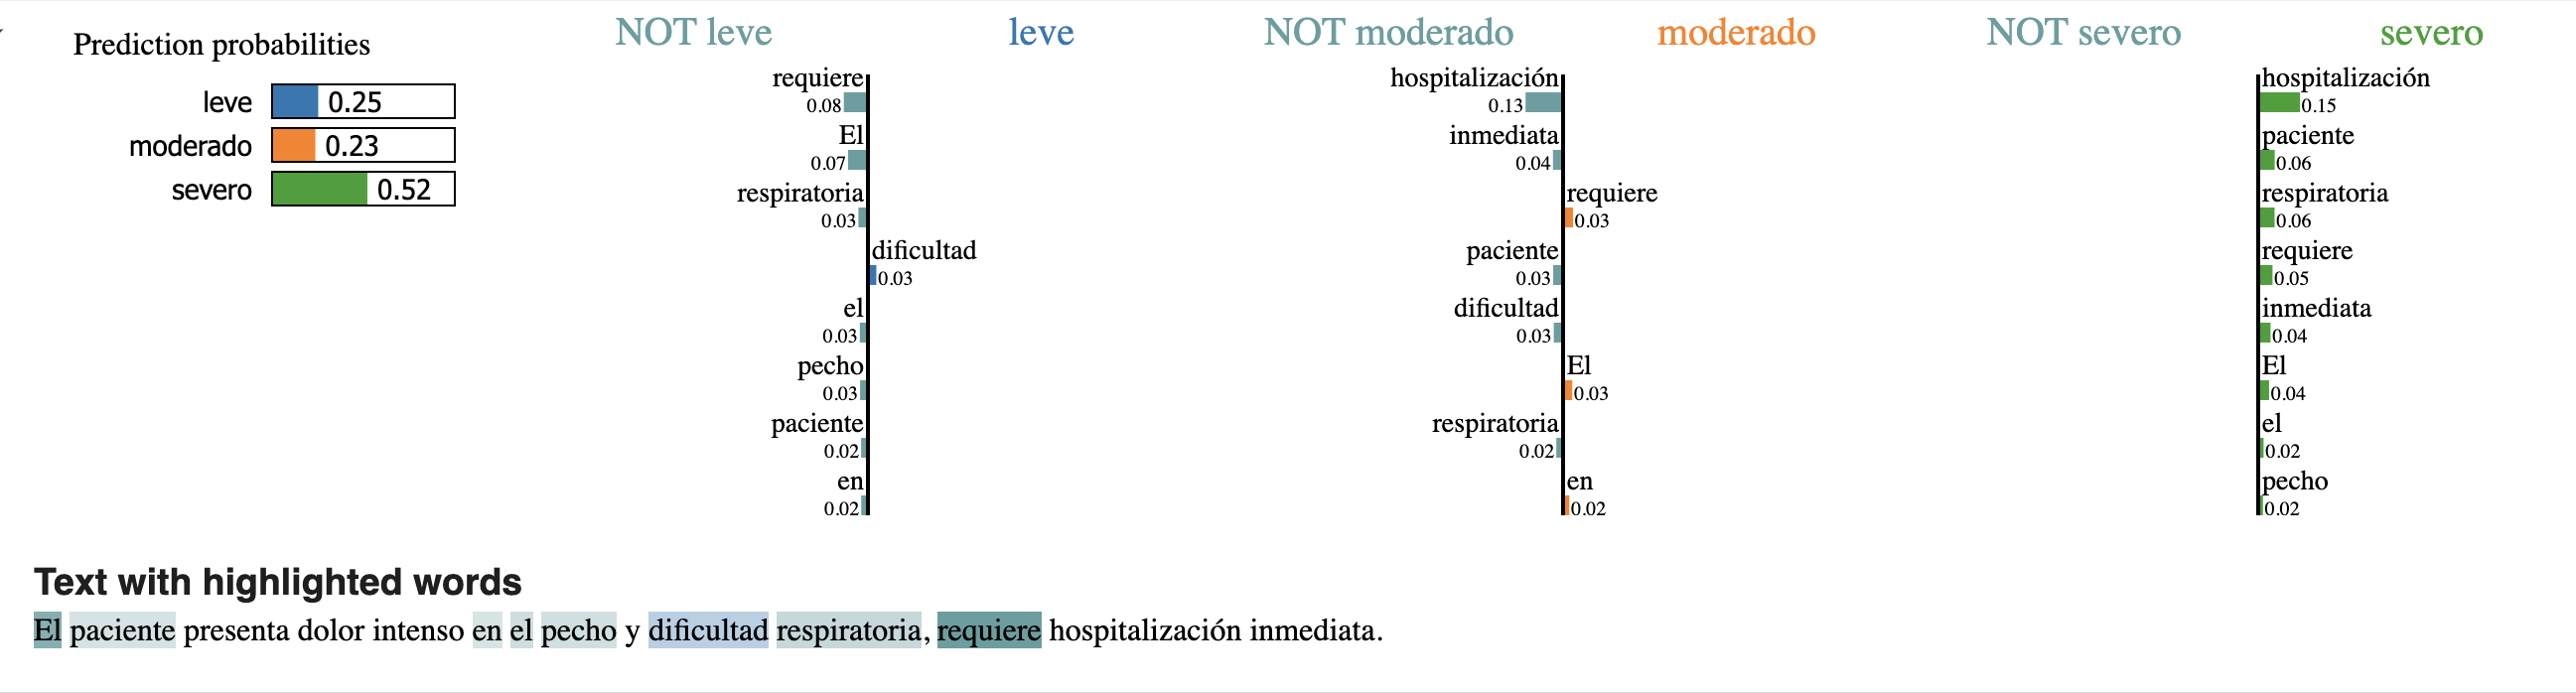 Prediction probabilities
leve 0.25
moderado 0.23
severo 0.52
NOT leve leve
requiere
0.08
El
0.07
respiratoria
0.03
dificultad
0.03
el
0.03
pecho
0.03
paciente
0.02
en
0.02
NOT moderado moderado
hospitalización
0.13
inmediata
0.04
requiere
0.03
paciente
0.03
dificultad
0.03
El
0.03
respiratoria
0.02
en
0.02
NOT severo severo
hospitalización
0.15
paciente
0.06
respiratoria
0.06
requiere
0.05
inmediata
0.04
El
0.04
el
0.02
pecho
0.02
Text with highlighted words
El paciente presenta dolor intenso en el pecho y dificultad respiratoria, requiere hospitalización inmediata.